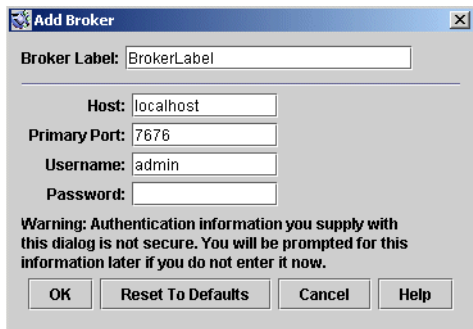 Add Broker
Broker Label: BrokerLabel
Host: localhost
Primary Port: 7676
Username: admin
Password:
Warning: Authentication information you supply with
this dialog is not secure. You will be prompted for this
information later if you do not enter it now.
OK Reset To Defaults Cancel Help